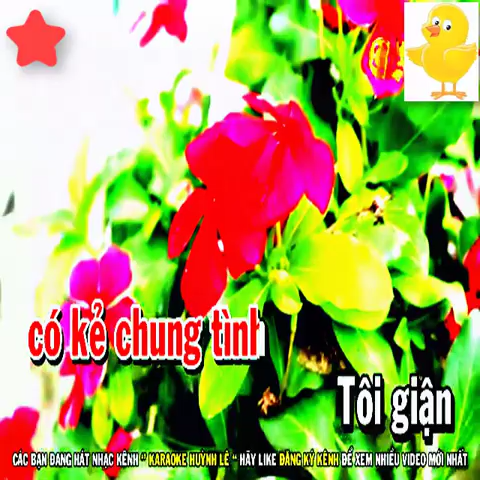 có kẻ chung tình
Tôi giận
CÁC BẠN ĐANG HÁT NHẠC KÊNH " KARAOKE HUỲNH LÊ " HÃY LIKE ĐĂNG KÝ KÊNH ĐỂ XEM NHIỀU VIDEO MỚI NHẤT